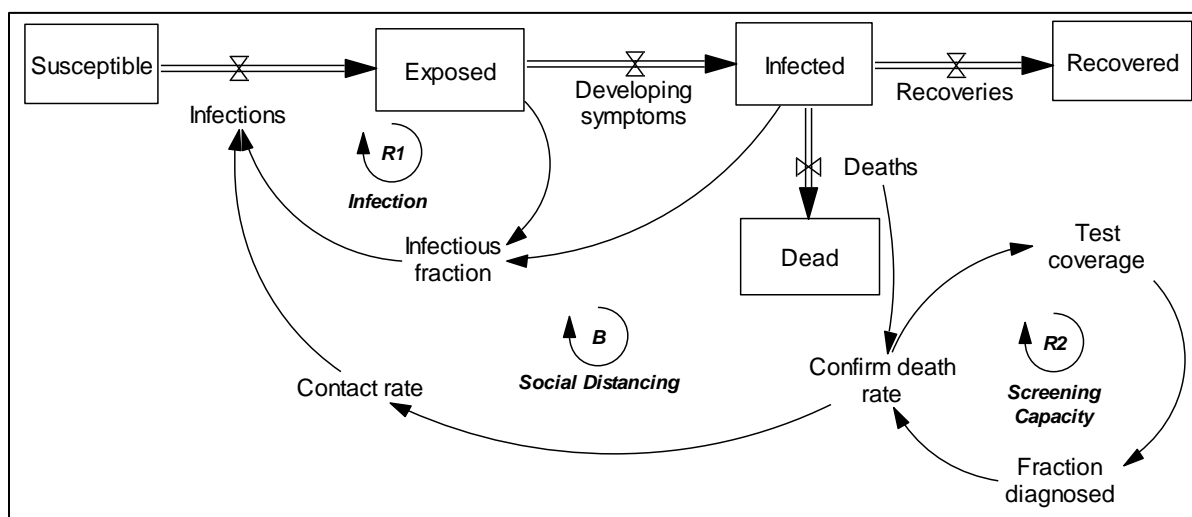 Susceptible
Exposed
Infected
Recovered
Infections
Developing
symptoms
Recoveries
R1
Infection
Deaths
Infectious
fraction
Dead
Test
coverage
B
Social Distancing
R2
Screening
Capacity
Contact rate
Confirm death
rate
Fraction
diagnosed